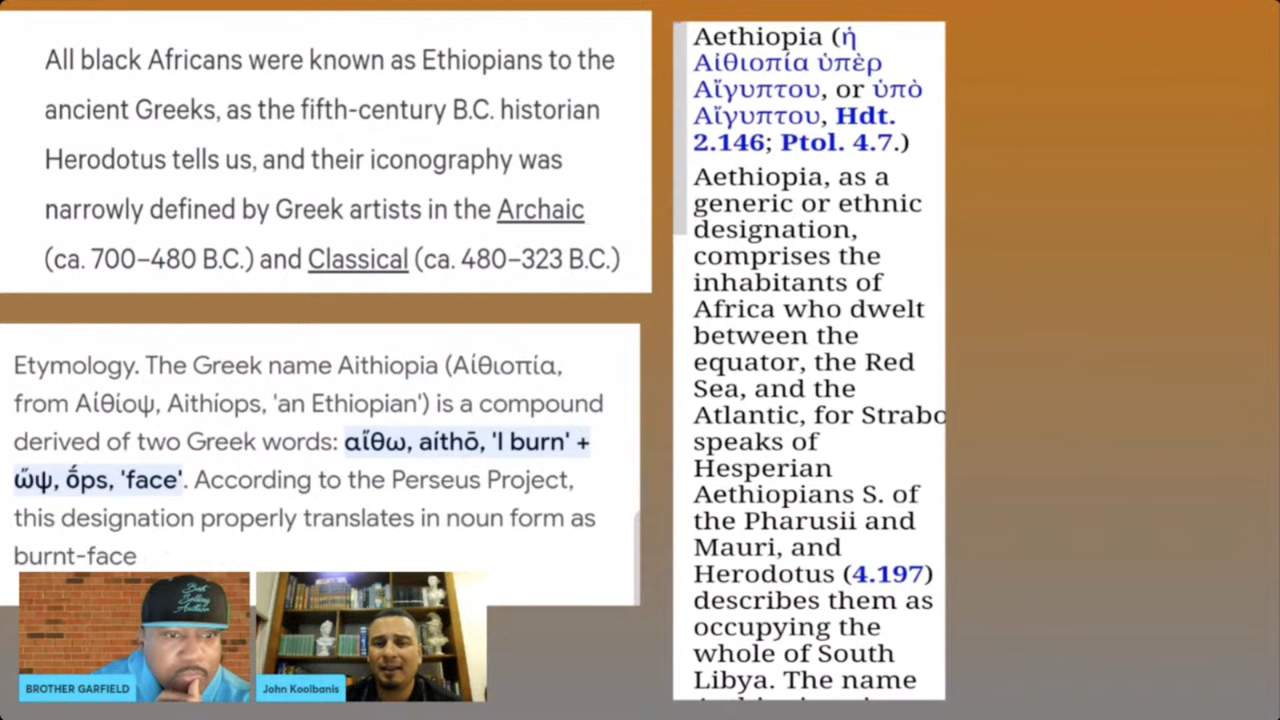 All black Africans were known as Ethiopians to the
ancient Greeks, as the fifth-century B.C. historian
Herodotus tells us, and their iconography was
narrowly defined by Greek artists in the Archaic
(ca. 700–480 B.C.) and Classical (ca. 480–323 B.C.)
Etymology. The Greek name Aithiopia (Αἰθιοπία,
from Αἰθίοψ, Aithíops, 'an Ethiopian') is a compound
derived of two Greek words: αἴθω, aíthō, 'I burn' +
ὤψ, ṓps, 'face'. According to the Perseus Project,
this designation properly translates in noun form as
burnt-face
Aethiopia (ἡ
Αἰθιοπία ὑπὲρ
Αἴγυπτου, or ὑπὸ
Αἴγυπτου, Hdt.
2.146; Ptol. 4.7.)
Aethiopia, as a
generic or ethnic
designation,
comprises the
inhabitants of
Africa who dwelt
between the
equator, the Red
Sea, and the
Atlantic, for Strabo
speaks of
Hesperian
Aethiopians S. of
the Pharusii and
Mauri, and
Herodotus (4.197)
describes them as
occupying the
whole of South
Libya. The name
Best
Selling
Author
BROTHER GARFIELD
John Koolbanis